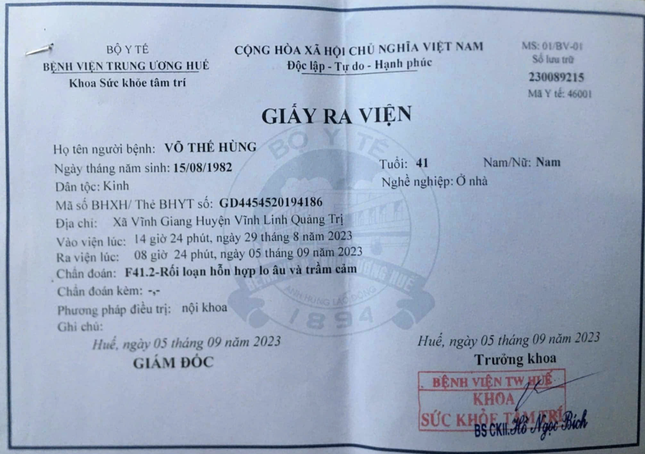 BỘ Y TẾ
BỆNH VIỆN TRUNG ƯƠNG HUẾ
Khoa Sức khỏe tâm trí
CỘNG HÒA XÃ HỘI CHỦ NGHĨA VIỆT NAM
Độc lập - Tự do - Hạnh phúc
MS: 01/BV-01
Số lưu trữ
230089215
Mã Y tế: 46001
GIẤY RA VIỆN
Họ tên người bệnh: VÕ THẾ HÙNG
Ngày tháng năm sinh: 15/08/1982 Tuổi: 41 Nam/Nữ: Nam
Dân tộc: Kinh Nghề nghiệp: Ở nhà
Mã số BHXH/ Thẻ BHYT số: GD4454520194186
Địa chỉ: Xã Vĩnh Giang Huyện Vĩnh Linh Quảng Trị
Vào viện lúc: 14 giờ 24 phút, ngày 29 tháng 8 năm 2023
Ra viện lúc: 08 giờ 24 phút, ngày 05 tháng 09 năm 2023
Chẩn đoán: F41.2-Rối loạn hỗn hợp lo âu và trầm cảm
Chẩn đoán kèm: -,-
Phương pháp điều trị: nội khoa
Ghi chú:
Huế, ngày 05 tháng 09 năm 2023
GIÁM ĐỐC
Huế, ngày 05 tháng 09 năm 2023
Trưởng khoa
BỆNH VIỆN TW HUẾ
KHOA
SỨC KHỎE TÂM TRÍ
BS CKII. Hồ Ngọc Bích
BỘ Y TẾ
1894